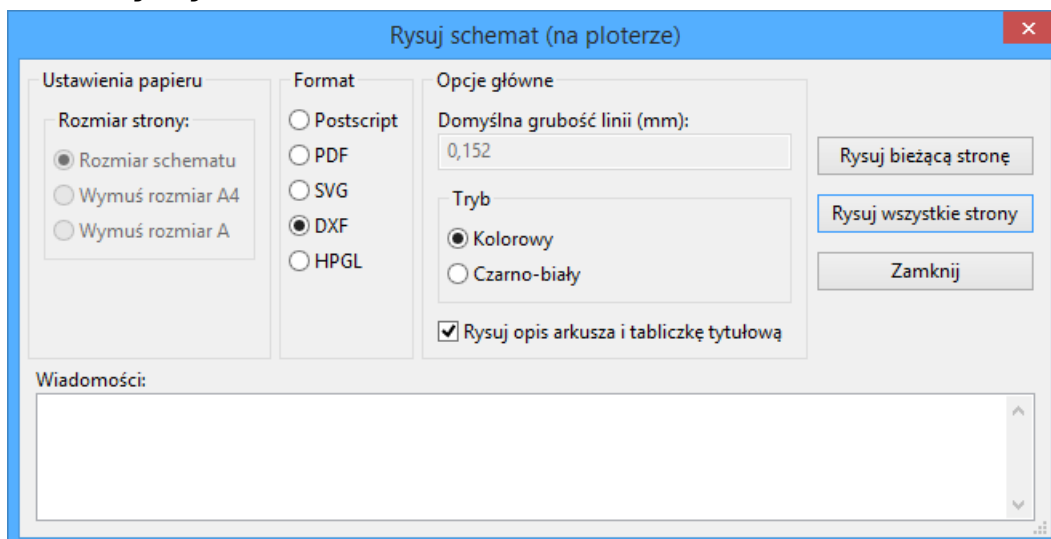 Rysuj schemat (na ploterze)
Ustawienia papieru
Rozmiar strony:
Rozmiar schematu
Wymuś rozmiar A4
Wymuś rozmiar A
Format
Postscript
PDF
SVG
DXF
HPGL
Opcje główne
Domyślna grubość linii (mm):
0,152
Tryb
Kolorowy
Czarno-biały
Rysuj opis arkusza i tabliczkę tytułową
Rysuj bieżącą stronę
Rysuj wszystkie strony
Zamknij
Wiadomości: